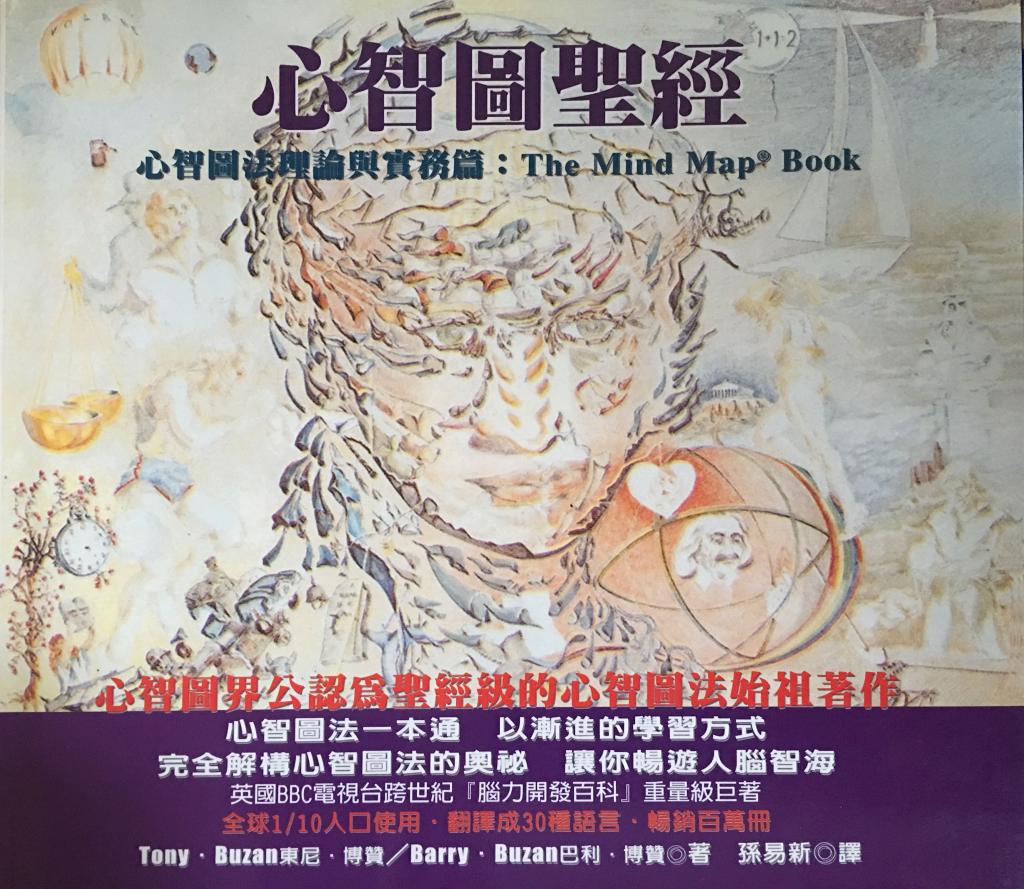 1+1=2
心智圖聖經
心智圖法理論與實務篇：The Mind Map® Book
心智圖界公認為聖經級的心智圖法始祖著作
心智圖法一本通　以漸進的學習方式
完全解構心智圖法的奧祕　讓你暢遊人腦智海
英國BBC電視台跨世紀『腦力開發百科』重量級巨著
全球1/10人口使用・翻譯成30種語言・暢銷百萬冊
Tony・Buzan東尼・博贊／Barry・Buzan巴利・博贊◎著　孫易新◎譯